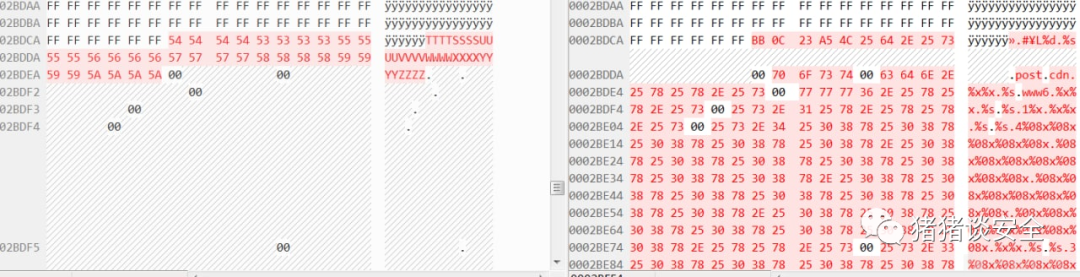 02BDAA FF FF FF FF FF FF FF FF FF FF FF FF FF FF FF FF ÿÿÿÿÿÿÿÿÿÿÿÿÿÿÿÿ
02BDBA FF FF FF FF FF FF FF FF FF FF FF FF FF FF FF FF ÿÿÿÿÿÿÿÿÿÿÿÿÿÿÿÿ
02BDCA FF FF FF FF FF FF 54 54 54 54 53 53 53 53 55 55 ÿÿÿÿÿÿTTTTSSSSUU
02BDDA 55 55 56 56 56 56 57 57 57 57 58 58 58 58 59 59 UUVVVVWWWWXXXXYY
02BDEA 59 59 5A 5A 5A 5A 00 00 YYZZZZ. .
02BDF2 00 .
02BDF3 00 .
02BDF4 00 .
02BDF5 00 .
0002BDAA FF FF FF FF FF FF FF FF FF FF FF FF FF FF FF FF ÿÿÿÿÿÿÿÿÿÿÿÿÿÿÿÿ
0002BDBA FF FF FF FF FF FF FF FF FF FF FF FF FF FF FF FF ÿÿÿÿÿÿÿÿÿÿÿÿÿÿÿÿ
0002BDCA FF FF FF FF FF FF BB 0C 23 A5 4C 25 64 2E 25 73 ÿÿÿÿÿÿ».#¥L%d.%s
0002BDDA 00 70 6F 73 74 00 63 64 6E 2E .post.cdn.
0002BDE4 25 78 25 78 2E 25 73 00 77 77 77 36 2E 25 78 25 %x%x.%s.www6.%x%
0002BDF4 78 2E 25 73 00 25 73 2E 31 25 78 2E 25 78 25 78 x.%s.%s.1%x.%x%x
0002BE04 2E 25 73 00 25 73 2E 34 25 30 38 78 25 30 38 78 .%s.%s.4%08x%08x
0002BE14 25 30 38 78 25 30 38 78 25 30 38 78 2E 25 30 38 %08x%08x%08x.%08
0002BE24 78 25 30 38 78 25 30 38 78 25 30 38 78 25 30 38 x%08x%08x%08x%08
0002BE34 78 25 30 38 78 25 30 38 78 2E 25 30 38 78 25 30 x%08x%08x.%08x%0
0002BE44 38 78 25 30 38 78 25 30 38 78 25 30 38 78 25 30 8x%08x%08x%08x%0
0002BE54 38 78 25 30 38 78 2E 25 30 38 78 25 30 38 78 25 8x%08x.%08x%08x%
0002BE64 30 38 78 25 30 38 78 25 30 38 78 25 30 38 78 25
0002BE74 30 38 78 2E 25 78 25 78 2E 25 73 00 25 73 2E 33 08x.%x%x.%s.%s.3
0002BE84 25 30 38 78 25 30 38 78 25 30 38 78 25 30 38 78 %08x%08x%08x%08x
猪猪谈安全